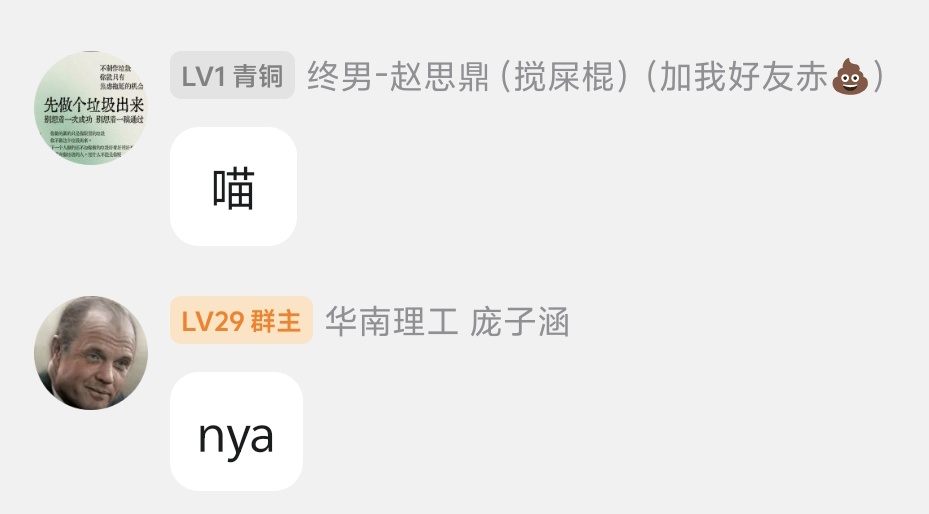 不制作垃圾
你就只有
焦虑拖延的机会
先做个垃圾出来
别想着一次成功 别想着一稿通过
LV1 青铜 终男-赵思鼎 (搅屎棍)(加我好友赤💩)
喵
LV29 群主 华南理工 庞子涵
nya